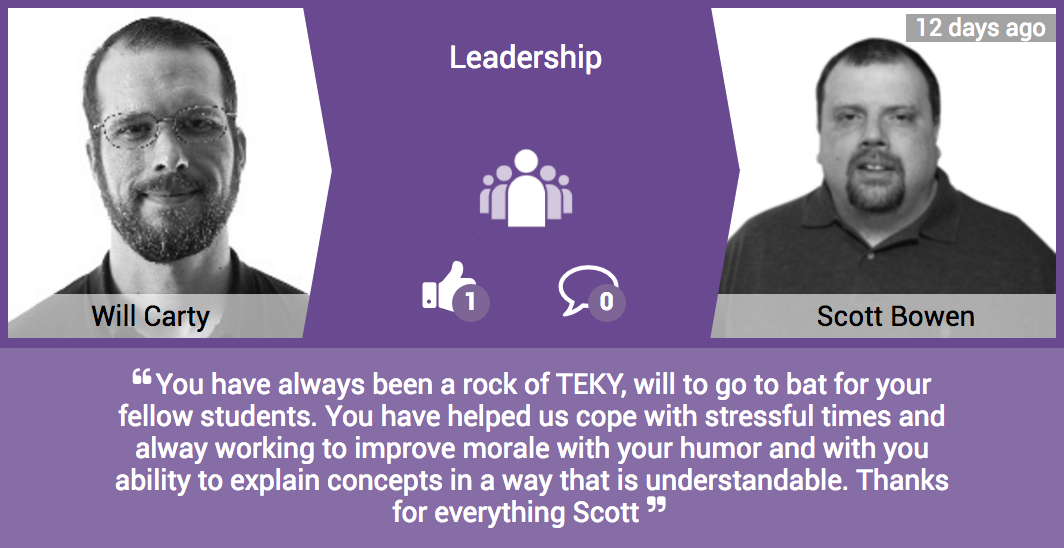 12 days ago
Leadership
1
0
Will Carty
Scott Bowen
“You have always been a rock of TEKY, will to go to bat for your
fellow students. You have helped us cope with stressful times and
alway working to improve morale with your humor and with you
ability to explain concepts in a way that is understandable. Thanks
for everything Scott ”